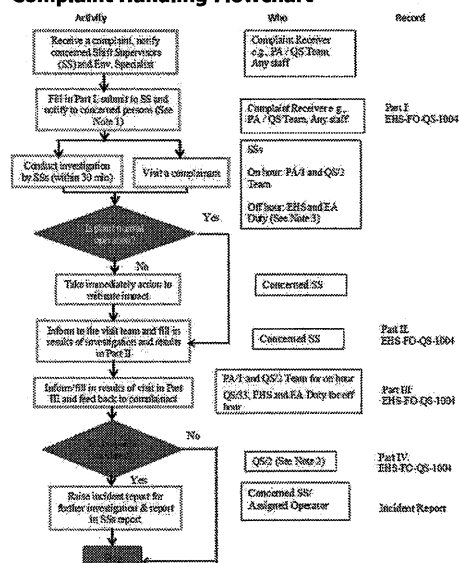 Complaint Handling Flowchart
Activity
Who
Record
Receive a complaint, notify
concerned Shift Supervisors
(SS) and Env. Specialist
Complaint Receiver
e.g., PA / QS Team,
Any staff
Fill in Part I, submit to SS and
notify to concerned persons (See
Note 1)
Complaint Receiver e.g.,
PA / QS Team, Any staff
Part I
EHS-FO-QS-1004
Conduct investigation
by SSs (within 30 min)
Visit a complainant
SSs
On hour: PA/1 and QS/2
Team
Off hour: EHS and EA
Duty (See Note 3)
Is plant normal
operation?
Yes
No
Take immediately action to
mitigate impact
Concerned SS
Inform to the visit team and fill in
results of investigation and results
in Part II
Concerned SS
Part II
EHS-FO-QS-1004
Inform/fill in results of visit in Part
III and feed back to complainant
PA/1 and QS/2 Team for on hour
QS/33, EHS and EA Duty for off
hour
Part III
EHS-FO-QS-1004
No
Yes
QS/2 (See Note 2)
Part IV:
EHS-FO-QS-1004
Raise incident report for
further investigation & report
in SSs report
Concerned SS/
Assigned Operator
Incident Report